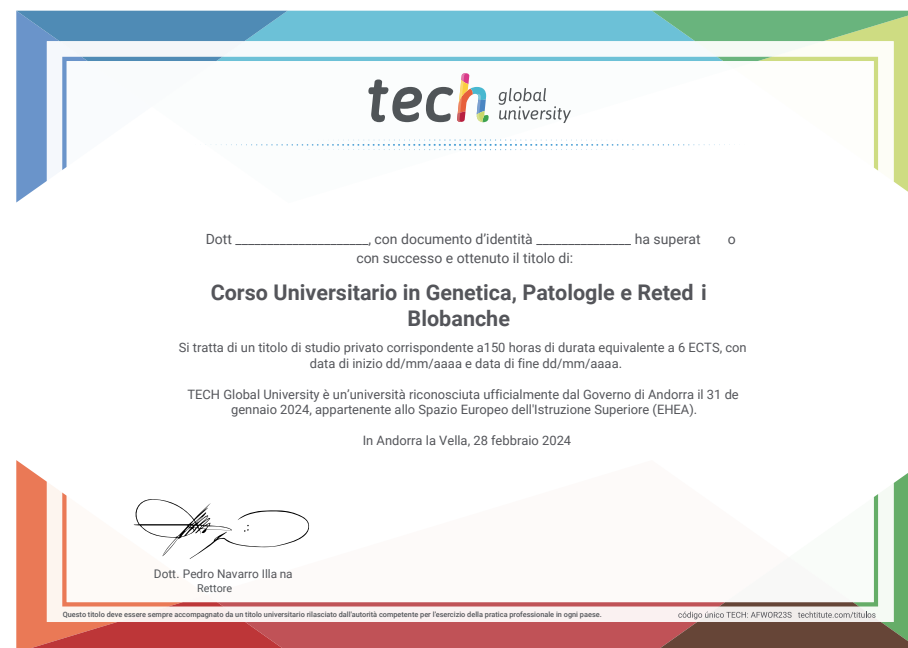 tech global university
Dott ____________________, con documento d'identità ______________ ha superat o
con successo e ottenuto il titolo di:
Corso Universitario in Genetica, Patologle e Reted i
Blobanche
Si tratta di un titolo di studio privato corrispondente a150 horas di durata equivalente a 6 ECTS, con
data di inizio dd/mm/aaaa e data di fine dd/mm/aaaa.
TECH Global University è un'università riconosciuta ufficialmente dal Governo di Andorra il 31 de
gennaio 2024, appartenente allo Spazio Europeo dell'Istruzione Superiore (EHEA).
In Andorra la Vella, 28 febbraio 2024
Dott. Pedro Navarro Illa na
Rettore
Questo titolo deve essere sempre accompagnato da un titolo universitario rilasciato dall'autorità competente per l'esercizio della pratica professionale in ogni paese.
código único TECH: AFWOR23S techtitute.com/titulos